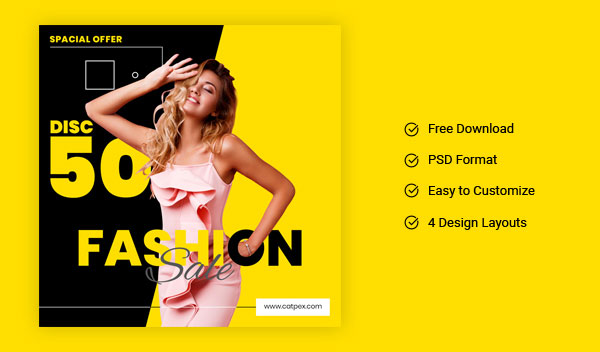 SPACIAL OFFER
DISC
50
FASHION
Sale
www.catpex.com
Free Download
PSD Format
Easy to Customize
4 Design Layouts